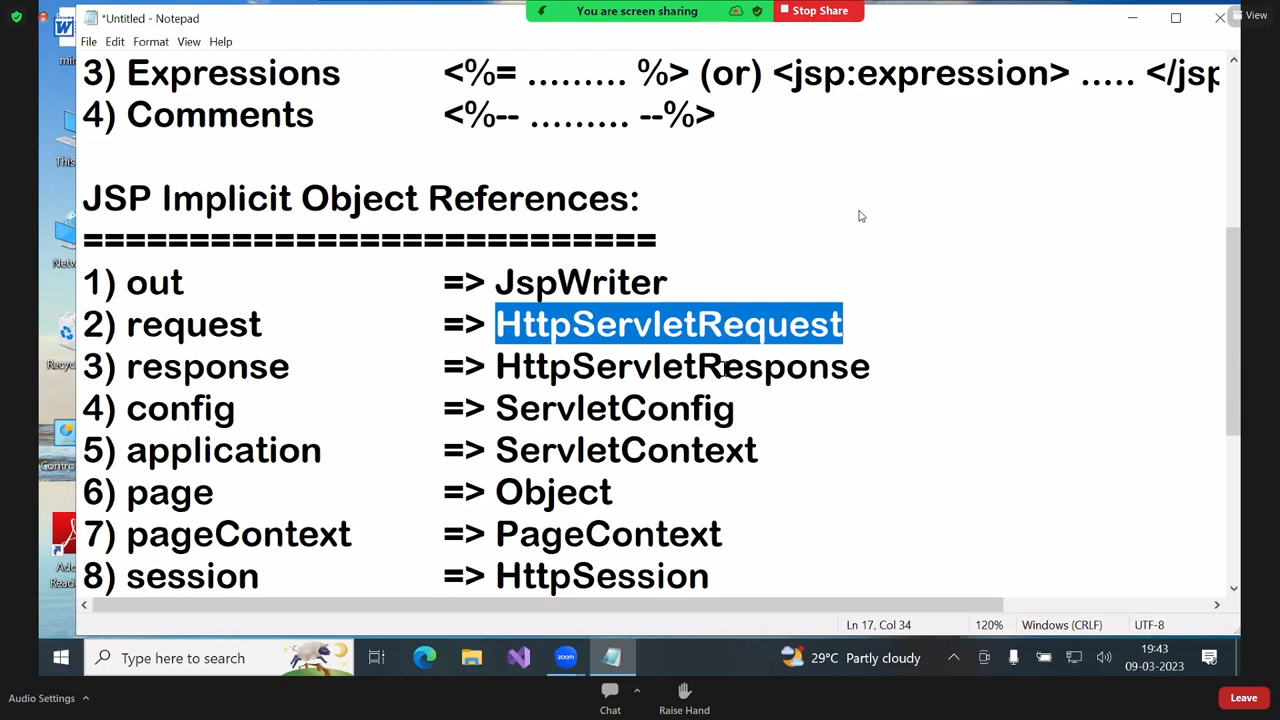 You are screen sharing
Stop Share
View
*Untitled - Notepad
File Edit Format View Help
3) Expressions <%= ......... %> (or) <jsp:expression> ..... </jsp
4) Comments <%-- ......... --%>
JSP Implicit Object References:
===========================
1) out => JspWriter
2) request => HttpServletRequest
3) response => HttpServletResponse
4) config => ServletConfig
5) application => ServletContext
6) page => Object
7) pageContext => PageContext
8) session => HttpSession
Ln 17, Col 34 120% Windows (CRLF) UTF-8
Type here to search
29°C Partly cloudy
19:43
09-03-2023
Audio Settings
Chat
Raise Hand
Leave